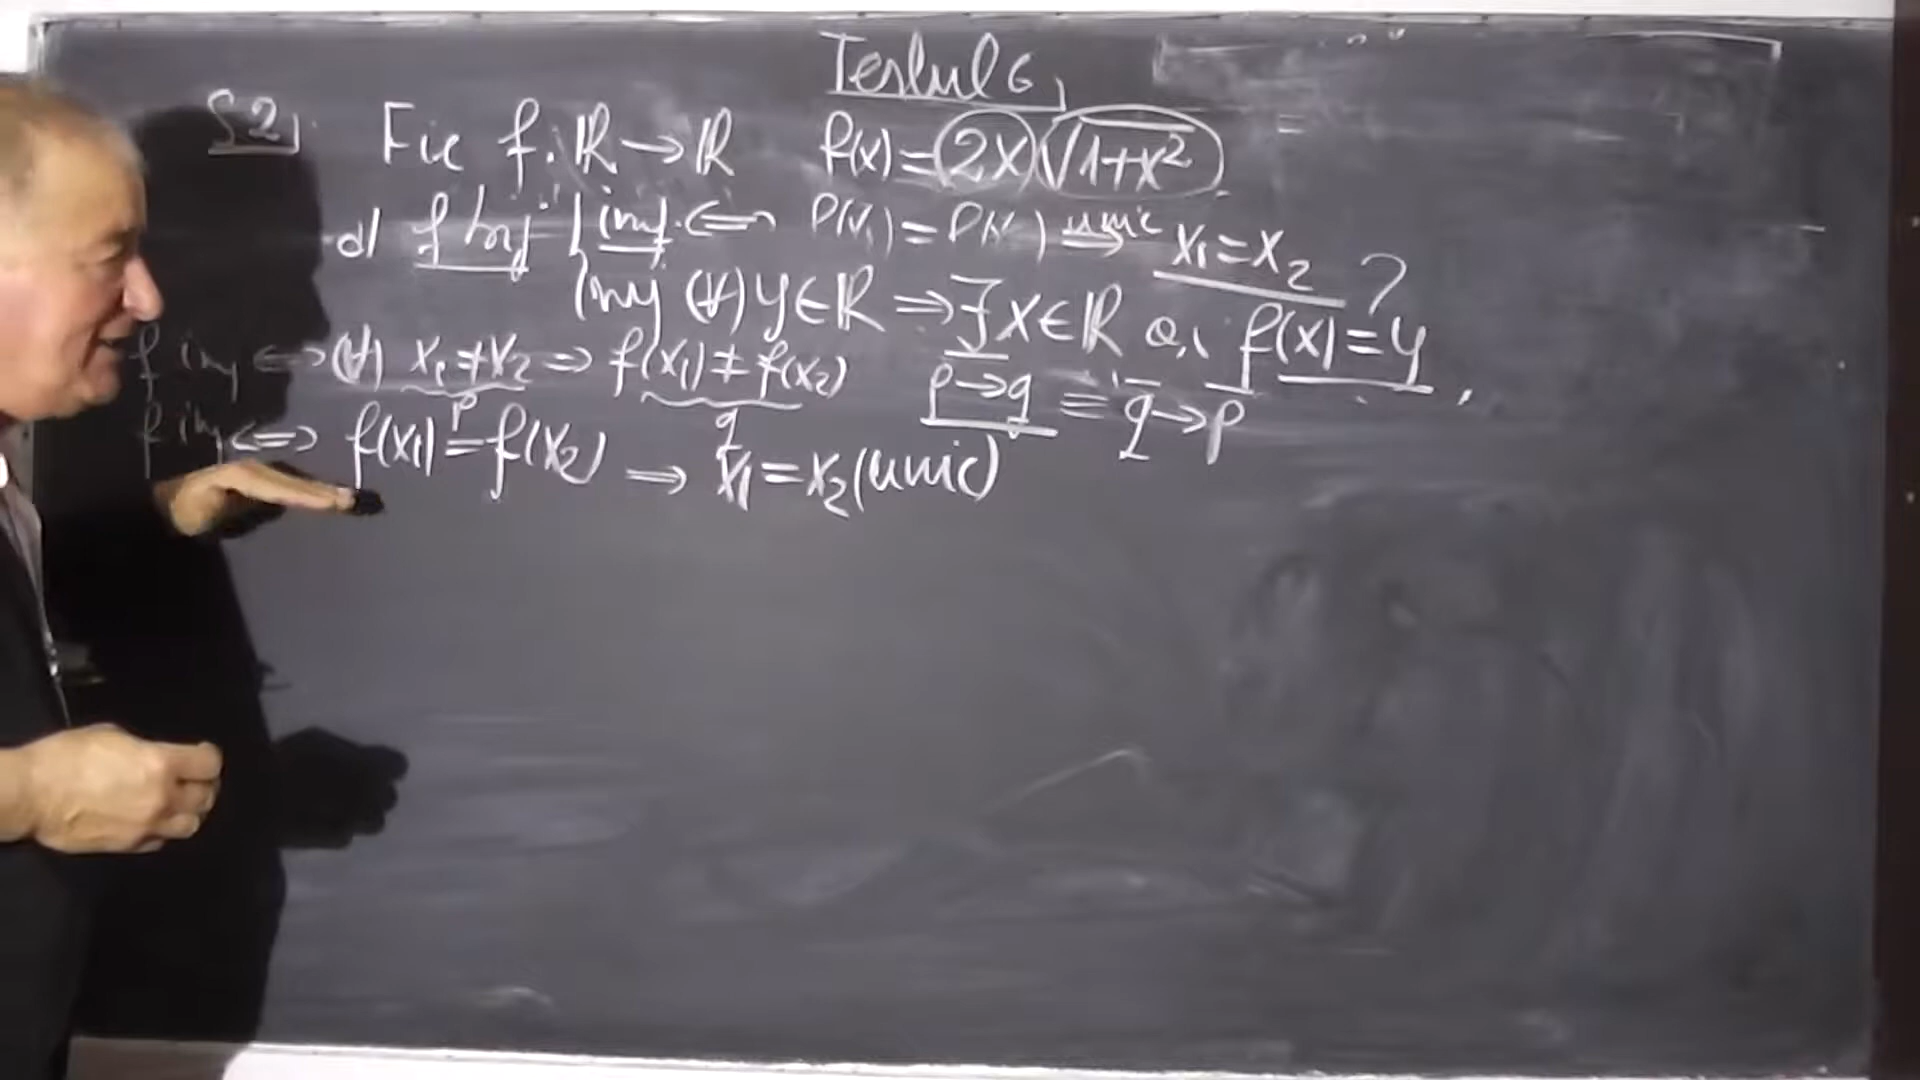 Testul 6,
S2, Fie f:ℝ→ℝ f(x)=2x√1+x²
d) f bij { inj. ⇔ f(x₁)=f(x₂) ⇒ unic x₁=x₂ ?
(∀) y∈ℝ ⇒ ∃ x∈ℝ a,i f(x)=y,
f inj ⇔ (∀) x₁≠x₂ ⇒ f(x₁)≠f(x₂) p→q ≡ q̄→p̄
p q
f inj ⇔ f(x₁)=f(x₂) ⇒ x₁=x₂ (unic)